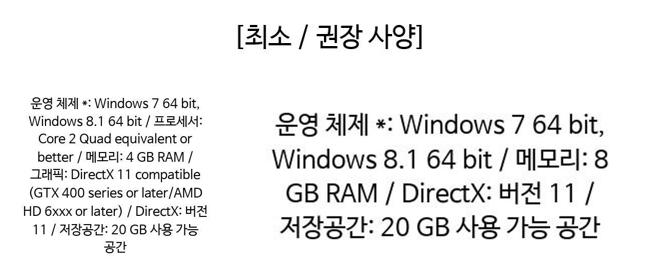 [최소 / 권장 사양]
운영 체제 *: Windows 7 64 bit,
Windows 8.1 64 bit / 프로세서:
Core 2 Quad equivalent or
better / 메모리: 4 GB RAM /
그래픽: DirectX 11 compatible
(GTX 400 series or later/AMD
HD 6xxx or later) / DirectX: 버전
11 / 저장공간: 20 GB 사용 가능
공간
운영 체제 *: Windows 7 64 bit,
Windows 8.1 64 bit / 메모리: 8
GB RAM / DirectX: 버전 11 /
저장공간: 20 GB 사용 가능 공간